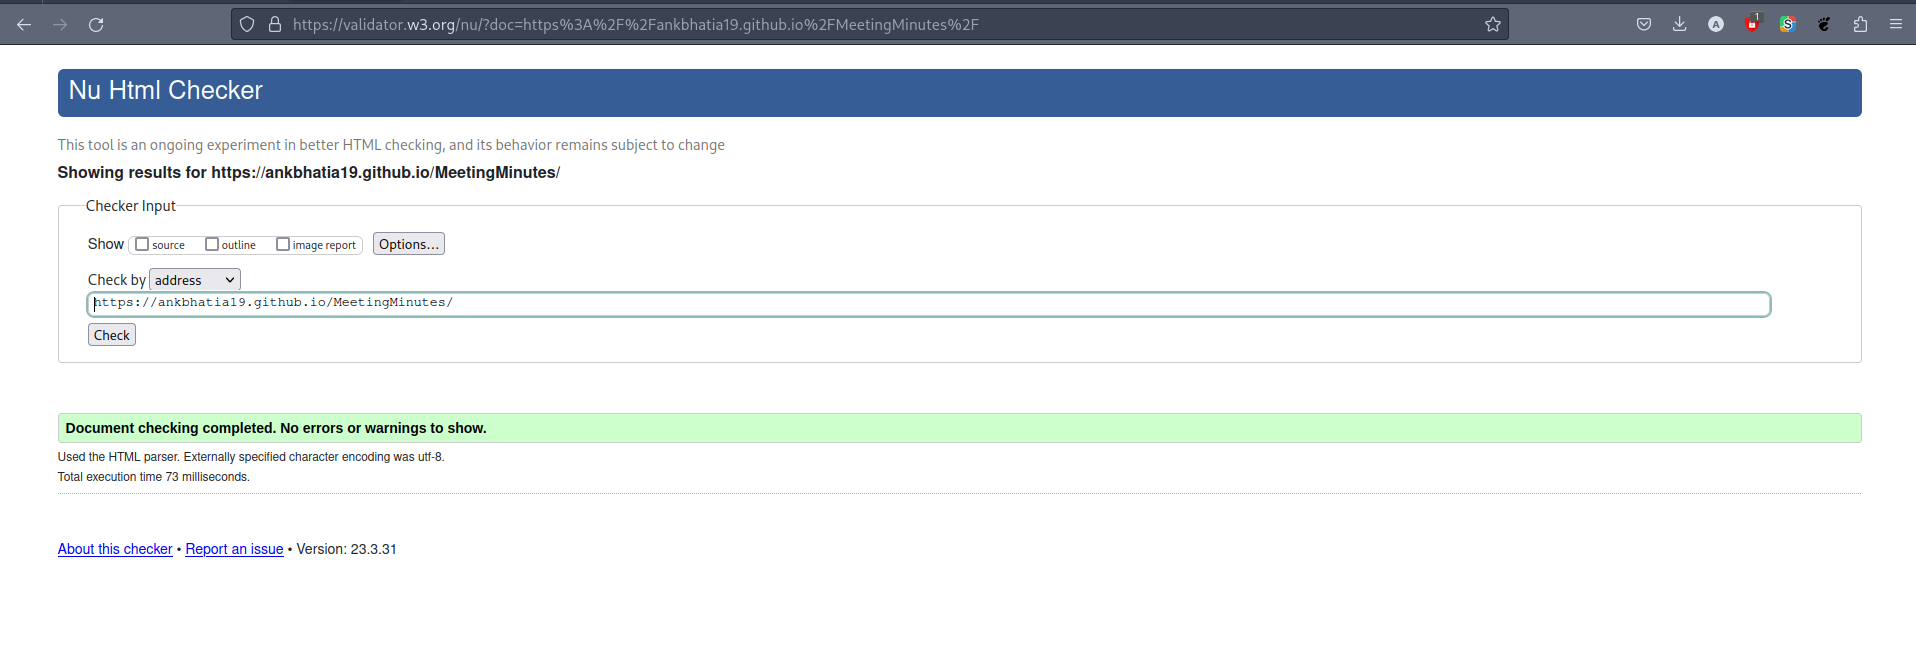 https://validator.w3.org/nu/?doc=https%3A%2F%2Fankbhatia19.github.io%2FMeetingMinutes%2F
A
1
S
Nu Html Checker
This tool is an ongoing experiment in better HTML checking, and its behavior remains subject to change
Showing results for https://ankbhatia19.github.io/MeetingMinutes/
Checker Input
Show source outline image report Options...
Check by address
https://ankbhatia19.github.io/MeetingMinutes/
Check
Document checking completed. No errors or warnings to show.
Used the HTML parser. Externally specified character encoding was utf-8.
Total execution time 73 milliseconds.
About this checker • Report an issue • Version: 23.3.31